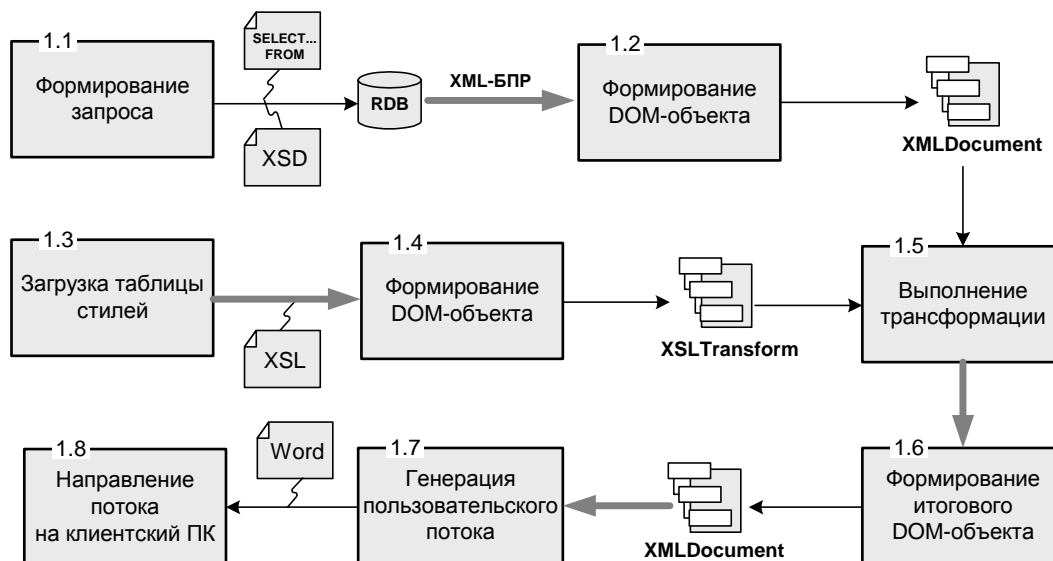 1.1
Формирование
запроса
SELECT...
FROM
XSD
RDB
XML-БПР
1.2
Формирование
DOM-объекта
XMLDocument
1.3
Загрузка таблицы
стилей
XSL
1.4
Формирование
DOM-объекта
XSLTransform
1.5
Выполнение
трансформации
1.8
Направление
потока
на клиентский ПК
Word
1.7
Генерация
пользовательского
потока
XMLDocument
1.6
Формирование
итогового
DOM-объекта